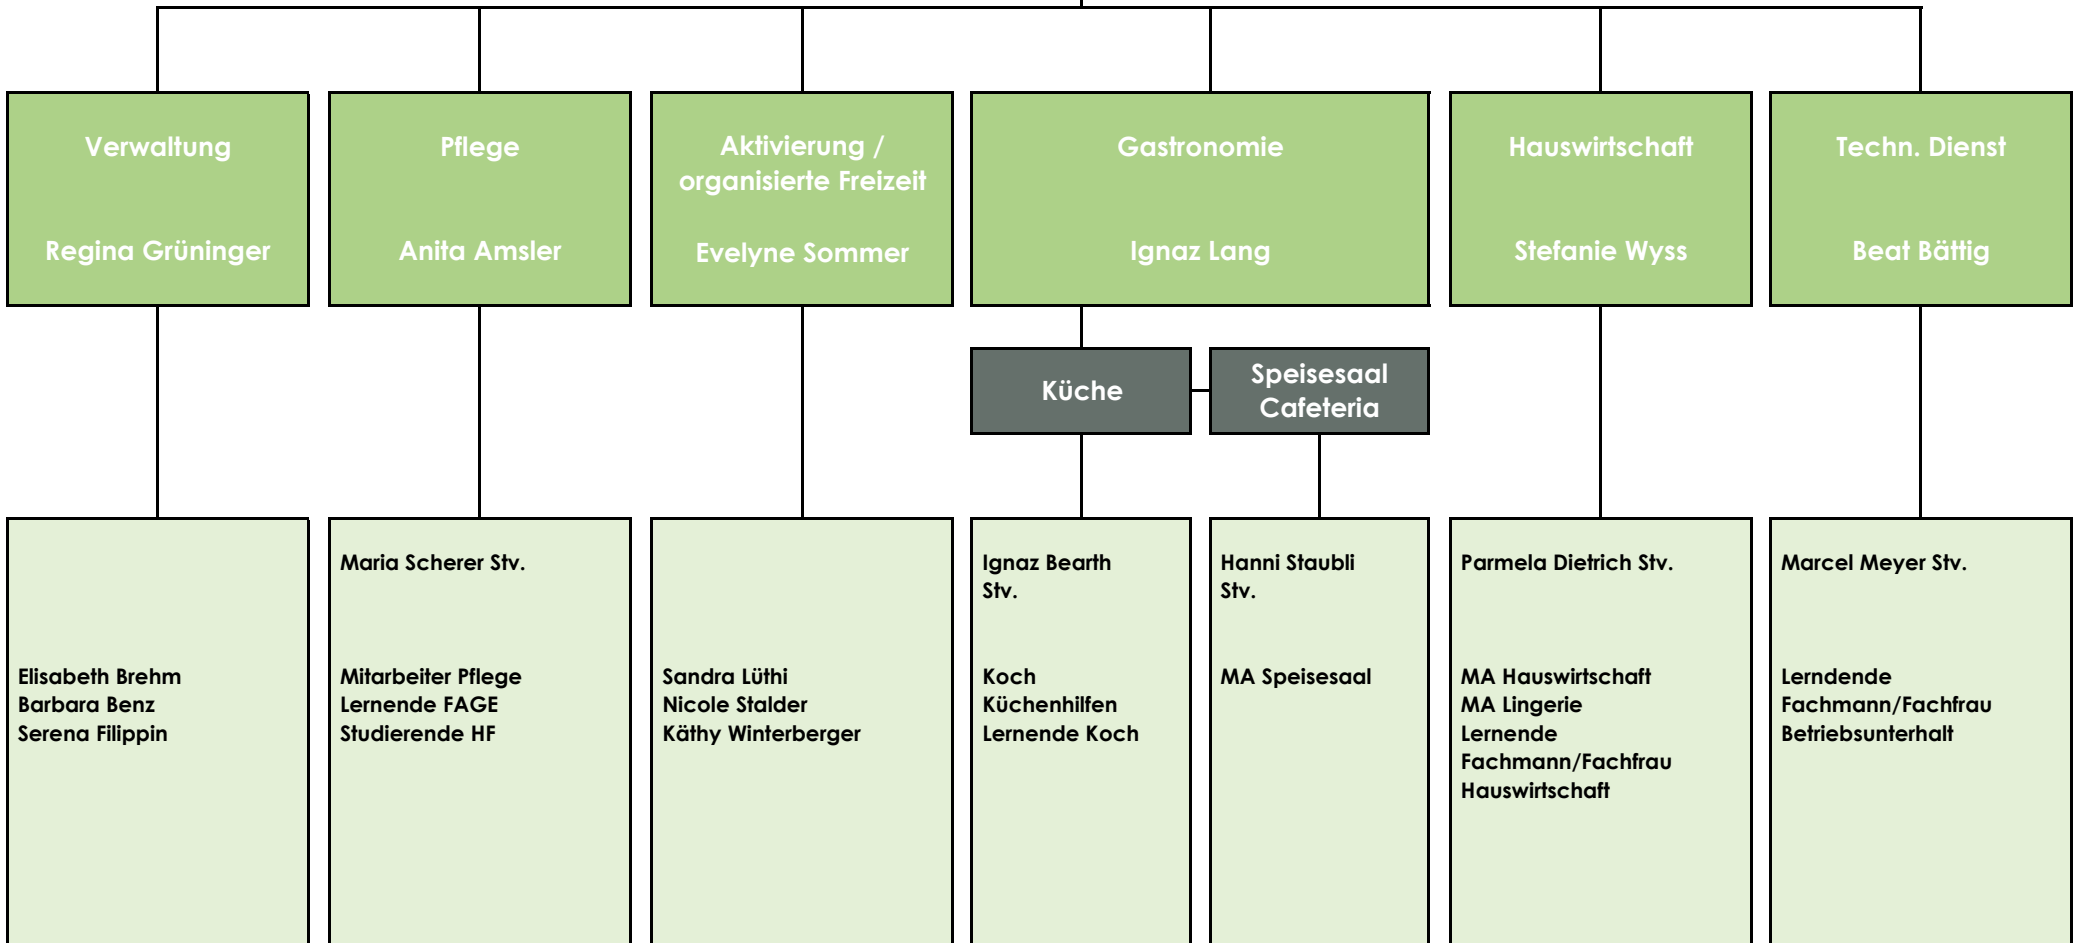 Verwaltung
Regina Grüninger
Pflege
Anita Amsler
Aktivierung /
organisierte Freizeit
Evelyne Sommer
Gastronomie
Ignaz Lang
Hauswirtschaft
Stefanie Wyss
Techn. Dienst
Beat Bättig
Küche
Speisesaal
Cafeteria
Elisabeth Brehm
Barbara Benz
Serena Filippin
Maria Scherer Stv.
Mitarbeiter Pflege
Lernende FAGE
Studierende HF
Sandra Lüthi
Nicole Stalder
Käthy Winterberger
Ignaz Bearth
Stv.
Koch
Küchenhilfen
Lernende Koch
Hanni Staubli
Stv.
MA Speisesaal
Parmela Dietrich Stv.
MA Hauswirtschaft
MA Lingerie
Lernende
Fachmann/Fachfrau
Hauswirtschaft
Marcel Meyer Stv.
Lerndende
Fachmann/Fachfrau
Betriebsunterhalt